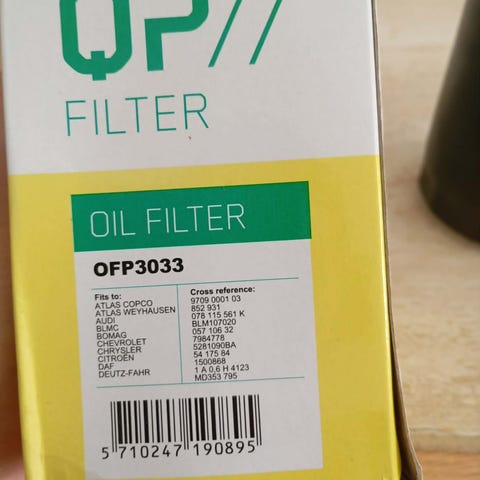 QP//
FILTER
OIL FILTER
OFP3033
Fits to:
ATLAS COPCO
ATLAS WEYHAUSEN
AUDI
BLMC
BOMAG
CHEVROLET
CHRYSLER
CITROËN
DAF
DEUTZ-FAHR
Cross reference:
9709 0001 03
852 931
078 115 561 K
BLM107020
057 106 32
7984778
5281090BA
54 175 84
1500868
1 A 0,6 H 4123
MD353 795
5 710247 190895